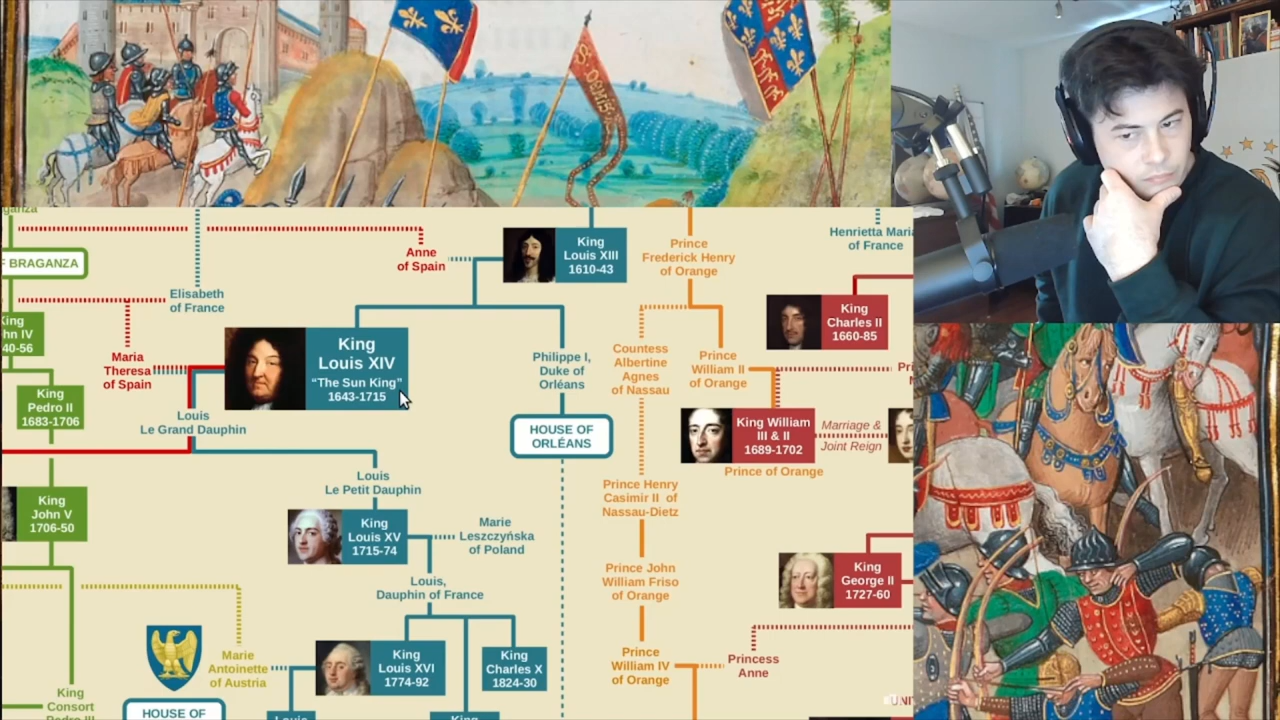 S. DENIS
ganza
F BRAGANZA
King
hn IV
40-56
King
Pedro II
1683-1706
King
John V
1706-50
King
Consort
Pedro III
Elisabeth
of France
Anne
of Spain
King
Louis XIII
1610-43
Maria
Theresa
of Spain
King
Louis XIV
“The Sun King”
1643-1715
Louis
Le Grand Dauphin
Philippe I,
Duke of
Orléans
HOUSE OF
ORLÉANS
Louis
Le Petit Dauphin
King
Louis XV
1715-74
Marie
Leszczyńska
of Poland
Louis,
Dauphin of France
Marie
Antoinette
of Austria
King
Louis XVI
1774-92
King
Charles X
1824-30
HOUSE OF
Louis
King
Prince
Frederick Henry
of Orange
Countess
Albertine
Agnes
of Nassau
Prince
William II
of Orange
Prince Henry
Casimir II of
Nassau-Dietz
Prince John
William Friso
of Orange
Prince
William IV
of Orange
Henrietta Maria
of France
King
Charles II
1660-85
King William
III & II
1689-1702
Prince of Orange
Marriage &
Joint Reign
King
George II
1727-60
Princess
Anne